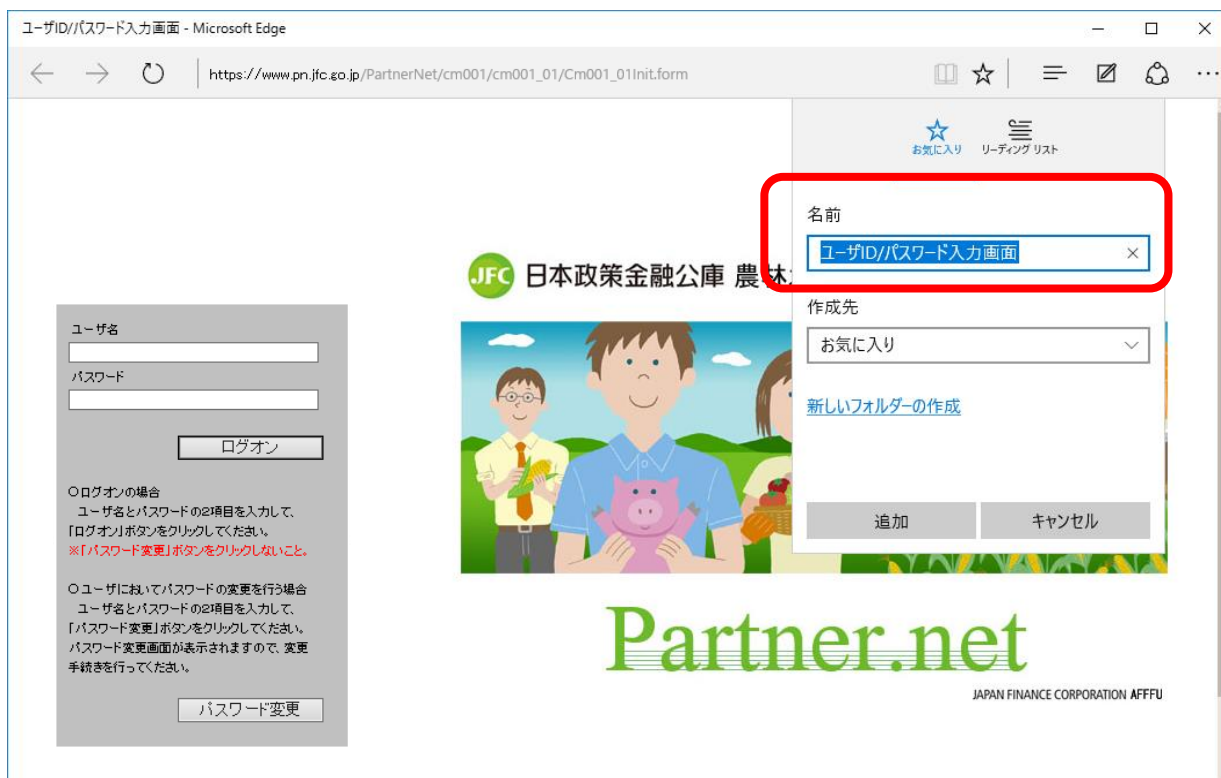 ユーザID/パスワード入力画面 - Microsoft Edge
https://www.pn.jfc.go.jp/PartnerNet/cm001/cm001_01/Cm001_01Init.form
お気に入り
リーディング リスト
名前
ユーザID/パスワード入力画面
作成先
お気に入り
新しいフォルダーの作成
追加
キャンセル
JFC 日本政策金融公庫 農林
ユーザ名
パスワード
ログオン
○ログオンの場合
ユーザ名とパスワードの2項目を入力して、
「ログオン」ボタンをクリックしてください。
※「パスワード変更」ボタンをクリックしないこと。
○ユーザにおいてパスワードの変更を行う場合
ユーザ名とパスワードの2項目を入力して、
「パスワード変更」ボタンをクリックしてください。
パスワード変更画面が表示されますので、変更
手続きを行ってください。
パスワード変更
Partner.net
JAPAN FINANCE CORPORATION AFFFU